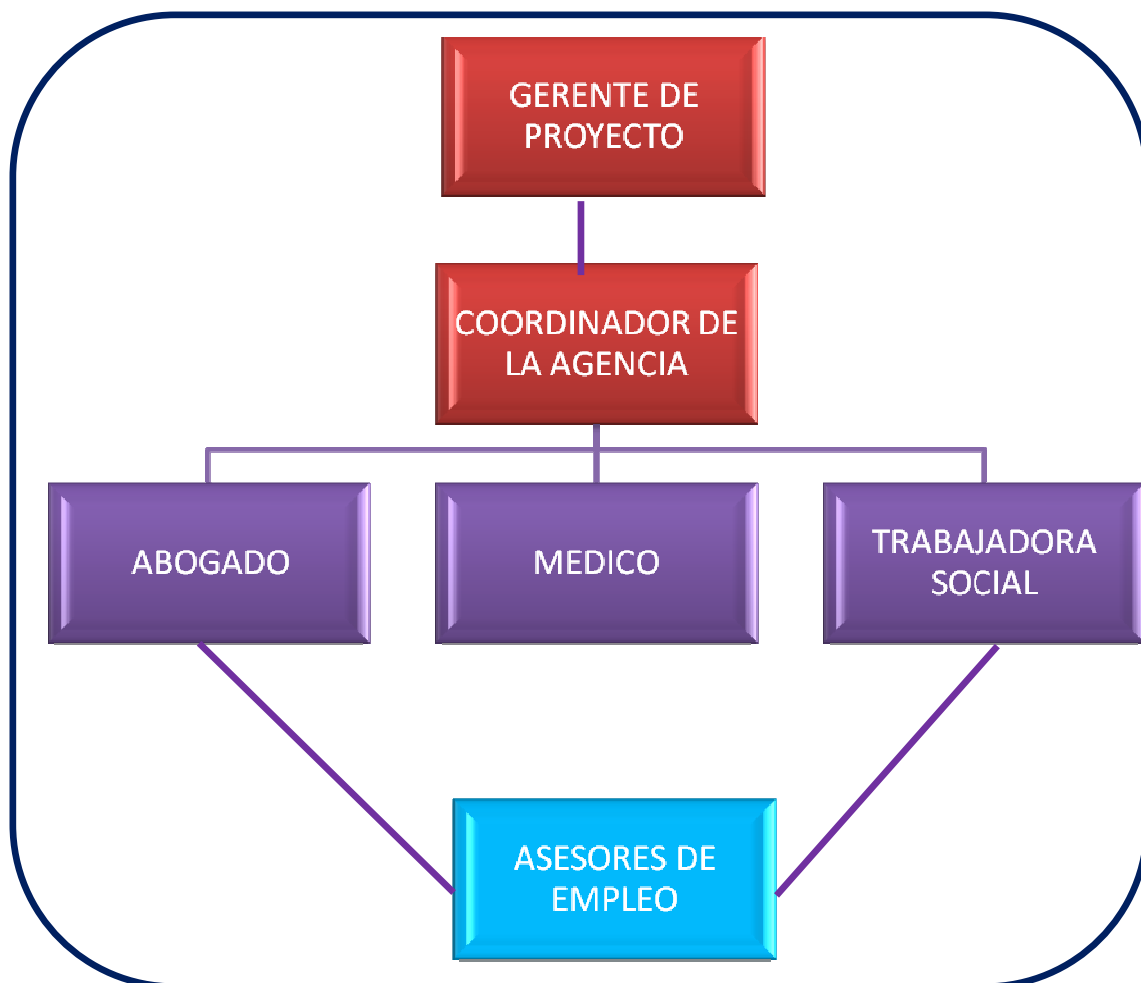 GERENTE DE
PROYECTO
COORDINADOR DE
LA AGENCIA
ABOGADO
MEDICO
TRABAJADORA
SOCIAL
ASESORES DE
EMPLEO